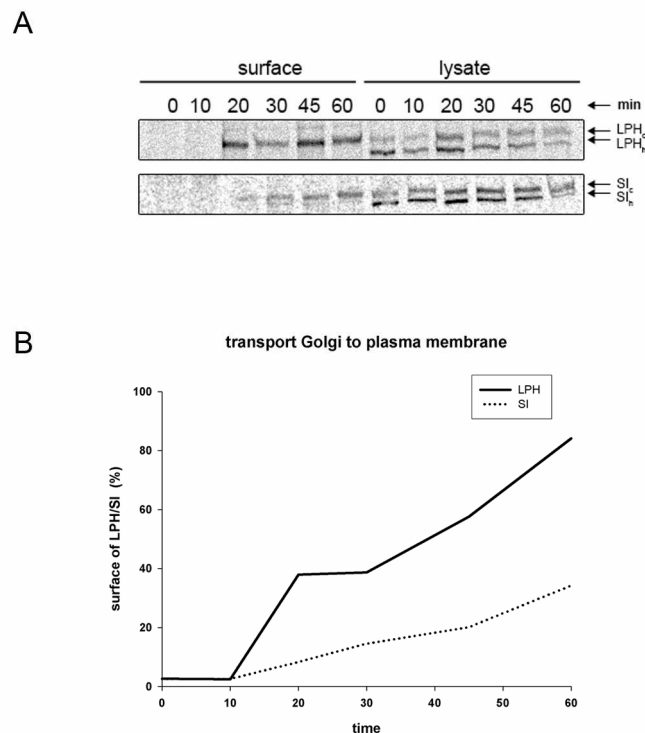 A
surface lysate
0 10 20 30 45 60 0 10 20 30 45 60 min
LPHc
LPHh
SIc
SIh
B
transport Golgi to plasma membrane
LPH
SI
surface of LPH/SI (%)
100
80
60
40
20
0
0 10 20 30 40 50 60
time